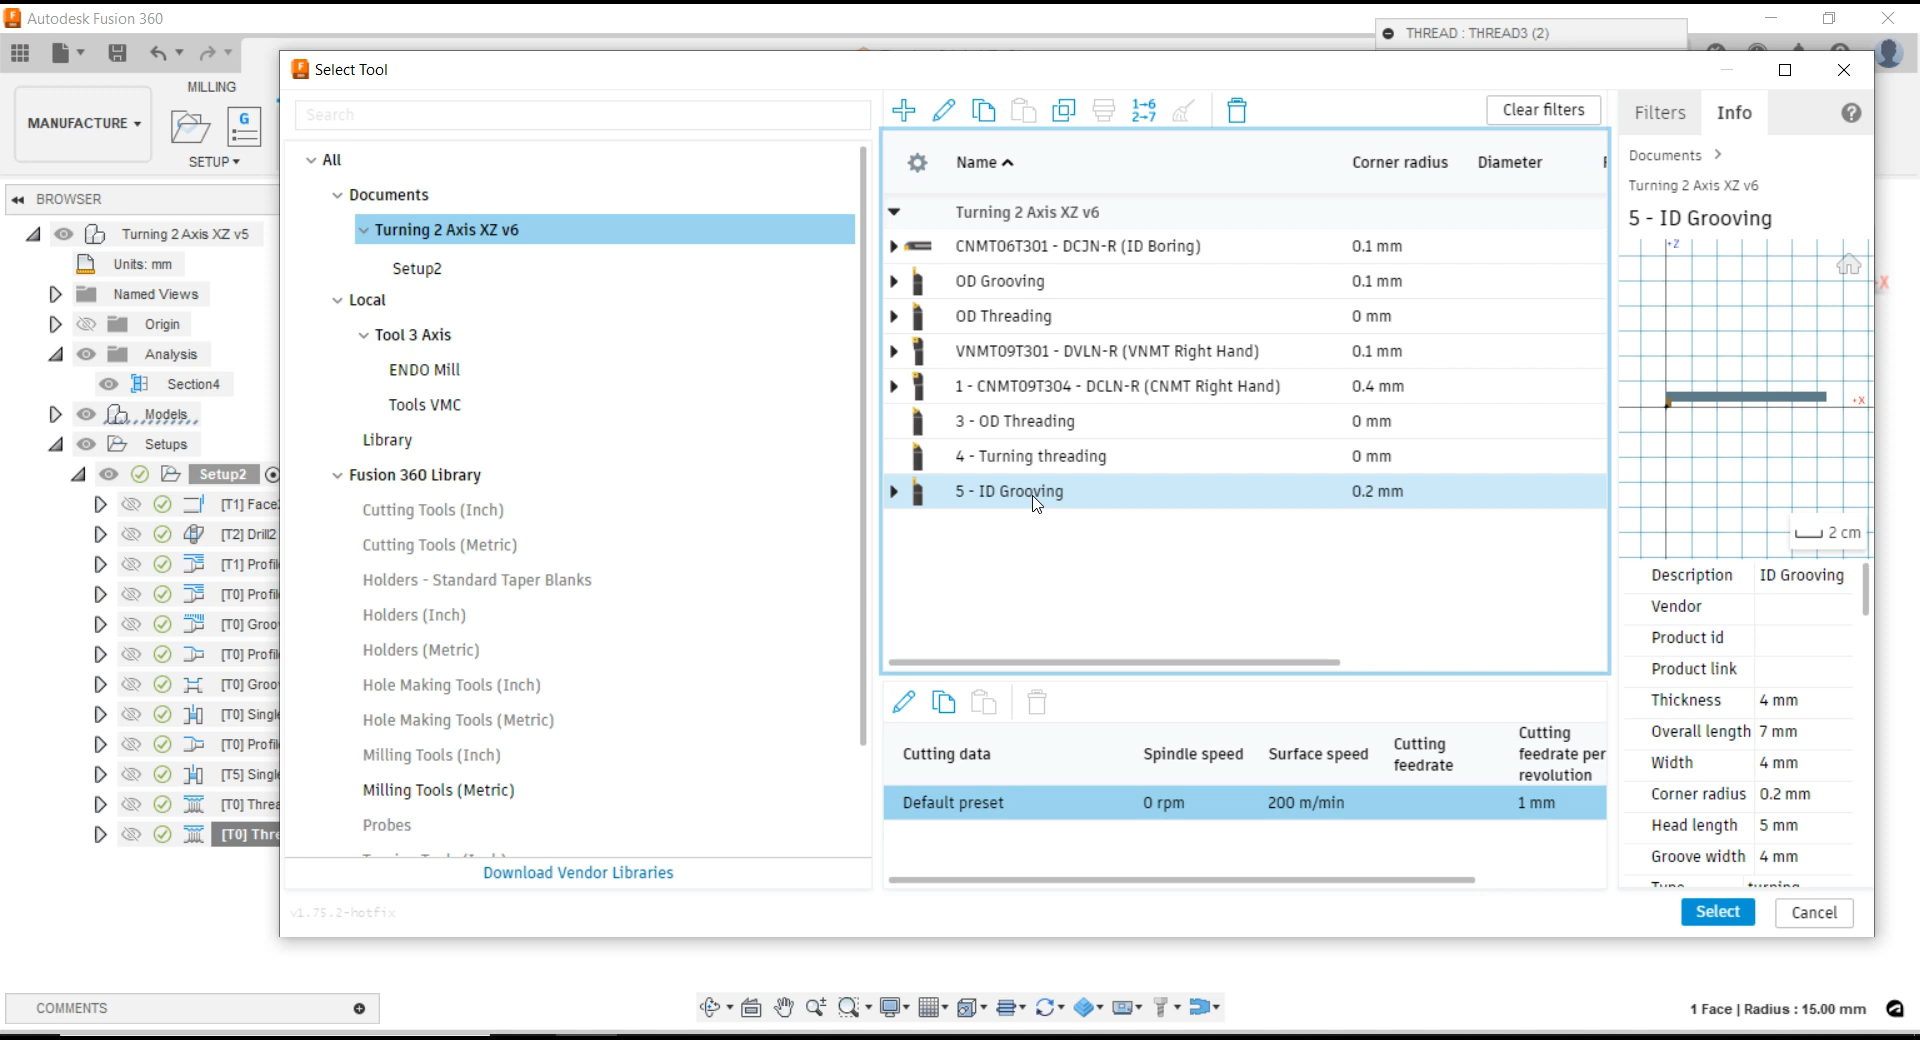 Autodesk Fusion 360
THREAD : THREAD3 (2)
MILLING
MANUFACTURE
G
SETUP
Select Tool
Search
Clear filters
Filters
Info
All
Documents
Turning 2 Axis XZ v6
Setup2
Local
Tool 3 Axis
ENDO Mill
Tools VMC
Library
Fusion 360 Library
Cutting Tools (Inch)
Cutting Tools (Metric)
Holders - Standard Taper Blanks
Holders (Inch)
Holders (Metric)
Hole Making Tools (Inch)
Hole Making Tools (Metric)
Milling Tools (Inch)
Milling Tools (Metric)
Probes
Download Vendor Libraries
v1.75.2-hotfix
1→6
2→7
Name Corner radius Diameter
Turning 2 Axis XZ v6
CNMT06T301 - DCJN-R (ID Boring) 0.1 mm
OD Grooving 0.1 mm
OD Threading 0 mm
VNMT09T301 - DVLN-R (VNMT Right Hand) 0.1 mm
1 - CNMT09T304 - DCLN-R (CNMT Right Hand) 0.4 mm
3 - OD Threading 0 mm
4 - Turning threading 0 mm
5 - ID Grooving 0.2 mm
Cutting data Spindle speed Surface speed Cutting feedrate Cutting feedrate per revolution
Default preset 0 rpm 200 m/min 1 mm
Documents
Turning 2 Axis XZ v6
5 - ID Grooving
+Z
+X
2 cm
Description ID Grooving
Vendor
Product id
Product link
Thickness 4 mm
Overall length 7 mm
Width 4 mm
Corner radius 0.2 mm
Head length 5 mm
Groove width 4 mm
Type turning
Select
Cancel
X
BROWSER
Turning 2 Axis XZ v5
Units: mm
Named Views
Origin
Analysis
Section4
Models
Setups
Setup2
[T1] Face
[T2] Drill2
[T1] Profil
[T0] Profil
[T0] Groo
[T0] Profil
[T0] Groo
[T0] Single
[T0] Profil
[T5] Single
[T0] Threa
[T0] Thre
COMMENTS
1 Face | Radius : 15.00 mm